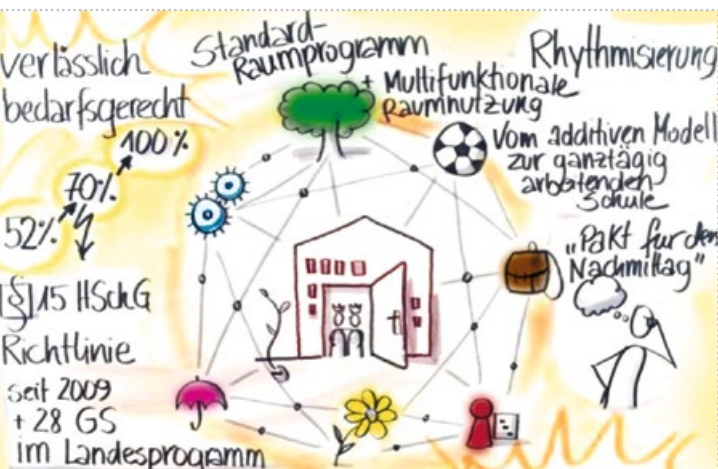 verlässlich
bedarfsgerecht
100%
70%
52%
[§] 15 HSchG
Richtlinie
seit 2009
+ 28 GS
im Landesprogramm
Standard-
Raumprogramm
+ Multifunktionale
Raumnutzung
Rhythmisierung
Vom additiven Modell
zur ganztägig
arbeitenden
Schule
„Pakt für den
Nachmittag"